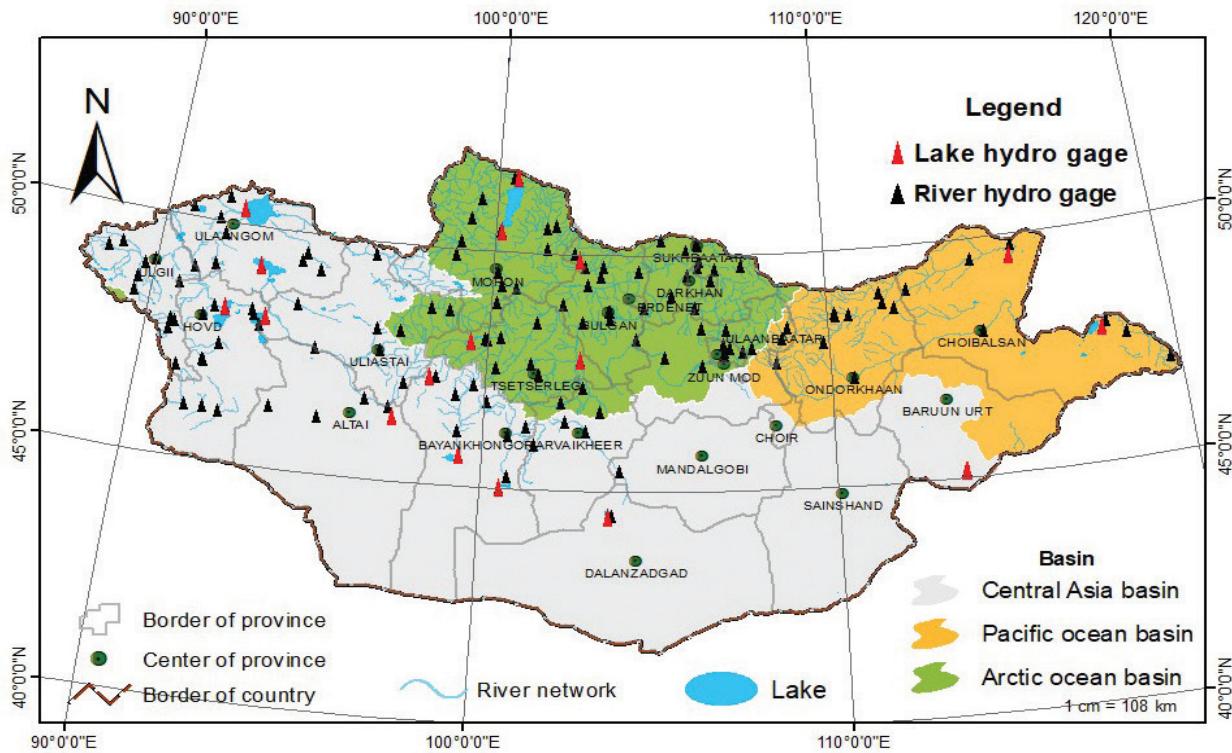 90°0'0"E
100°0'0"E
110°0'0"E
120°0'0"E
N
Legend
Lake hydro gage
River hydro gage
50°0'0"N
50°0'0"N
ULAANGOM
ULGII
SUKHBAATAR
MORON
DARKHAN
ERDENET
HOVD
BULGAN
ULAANBAATAR
CHOIBALSAN
ULIASTAI
ZUUN MOD
TSETSERLEG
ONDORKHAAN
BARUUN URT
ALTAI
CHOIR
BAYANKHONGOR
ARVAIKHEER
45°0'0"N
45°0'0"N
MANDALGOBI
SAINSHAND
DALANZADGAD
Basin
Central Asia basin
Border of province
Pacific ocean basin
Center of province
Arctic ocean basin
Border of country
River network
Lake
1 cm = 108 km
40°0'0"N
40°0'0"N
90°0'0"E
100°0'0"E
110°0'0"E